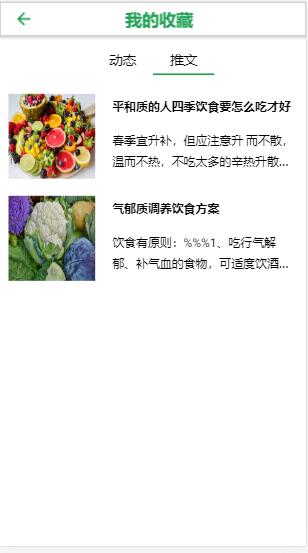 我的收藏
动态 推文
平和质的人四季饮食要怎么吃才好
春季宜升补，但应注意升而不散，
温而不热，不吃太多的辛热升散...
气郁质调养饮食方案
饮食有原则：%%%1、吃行气解
郁、补气血的食物，可适度饮酒...